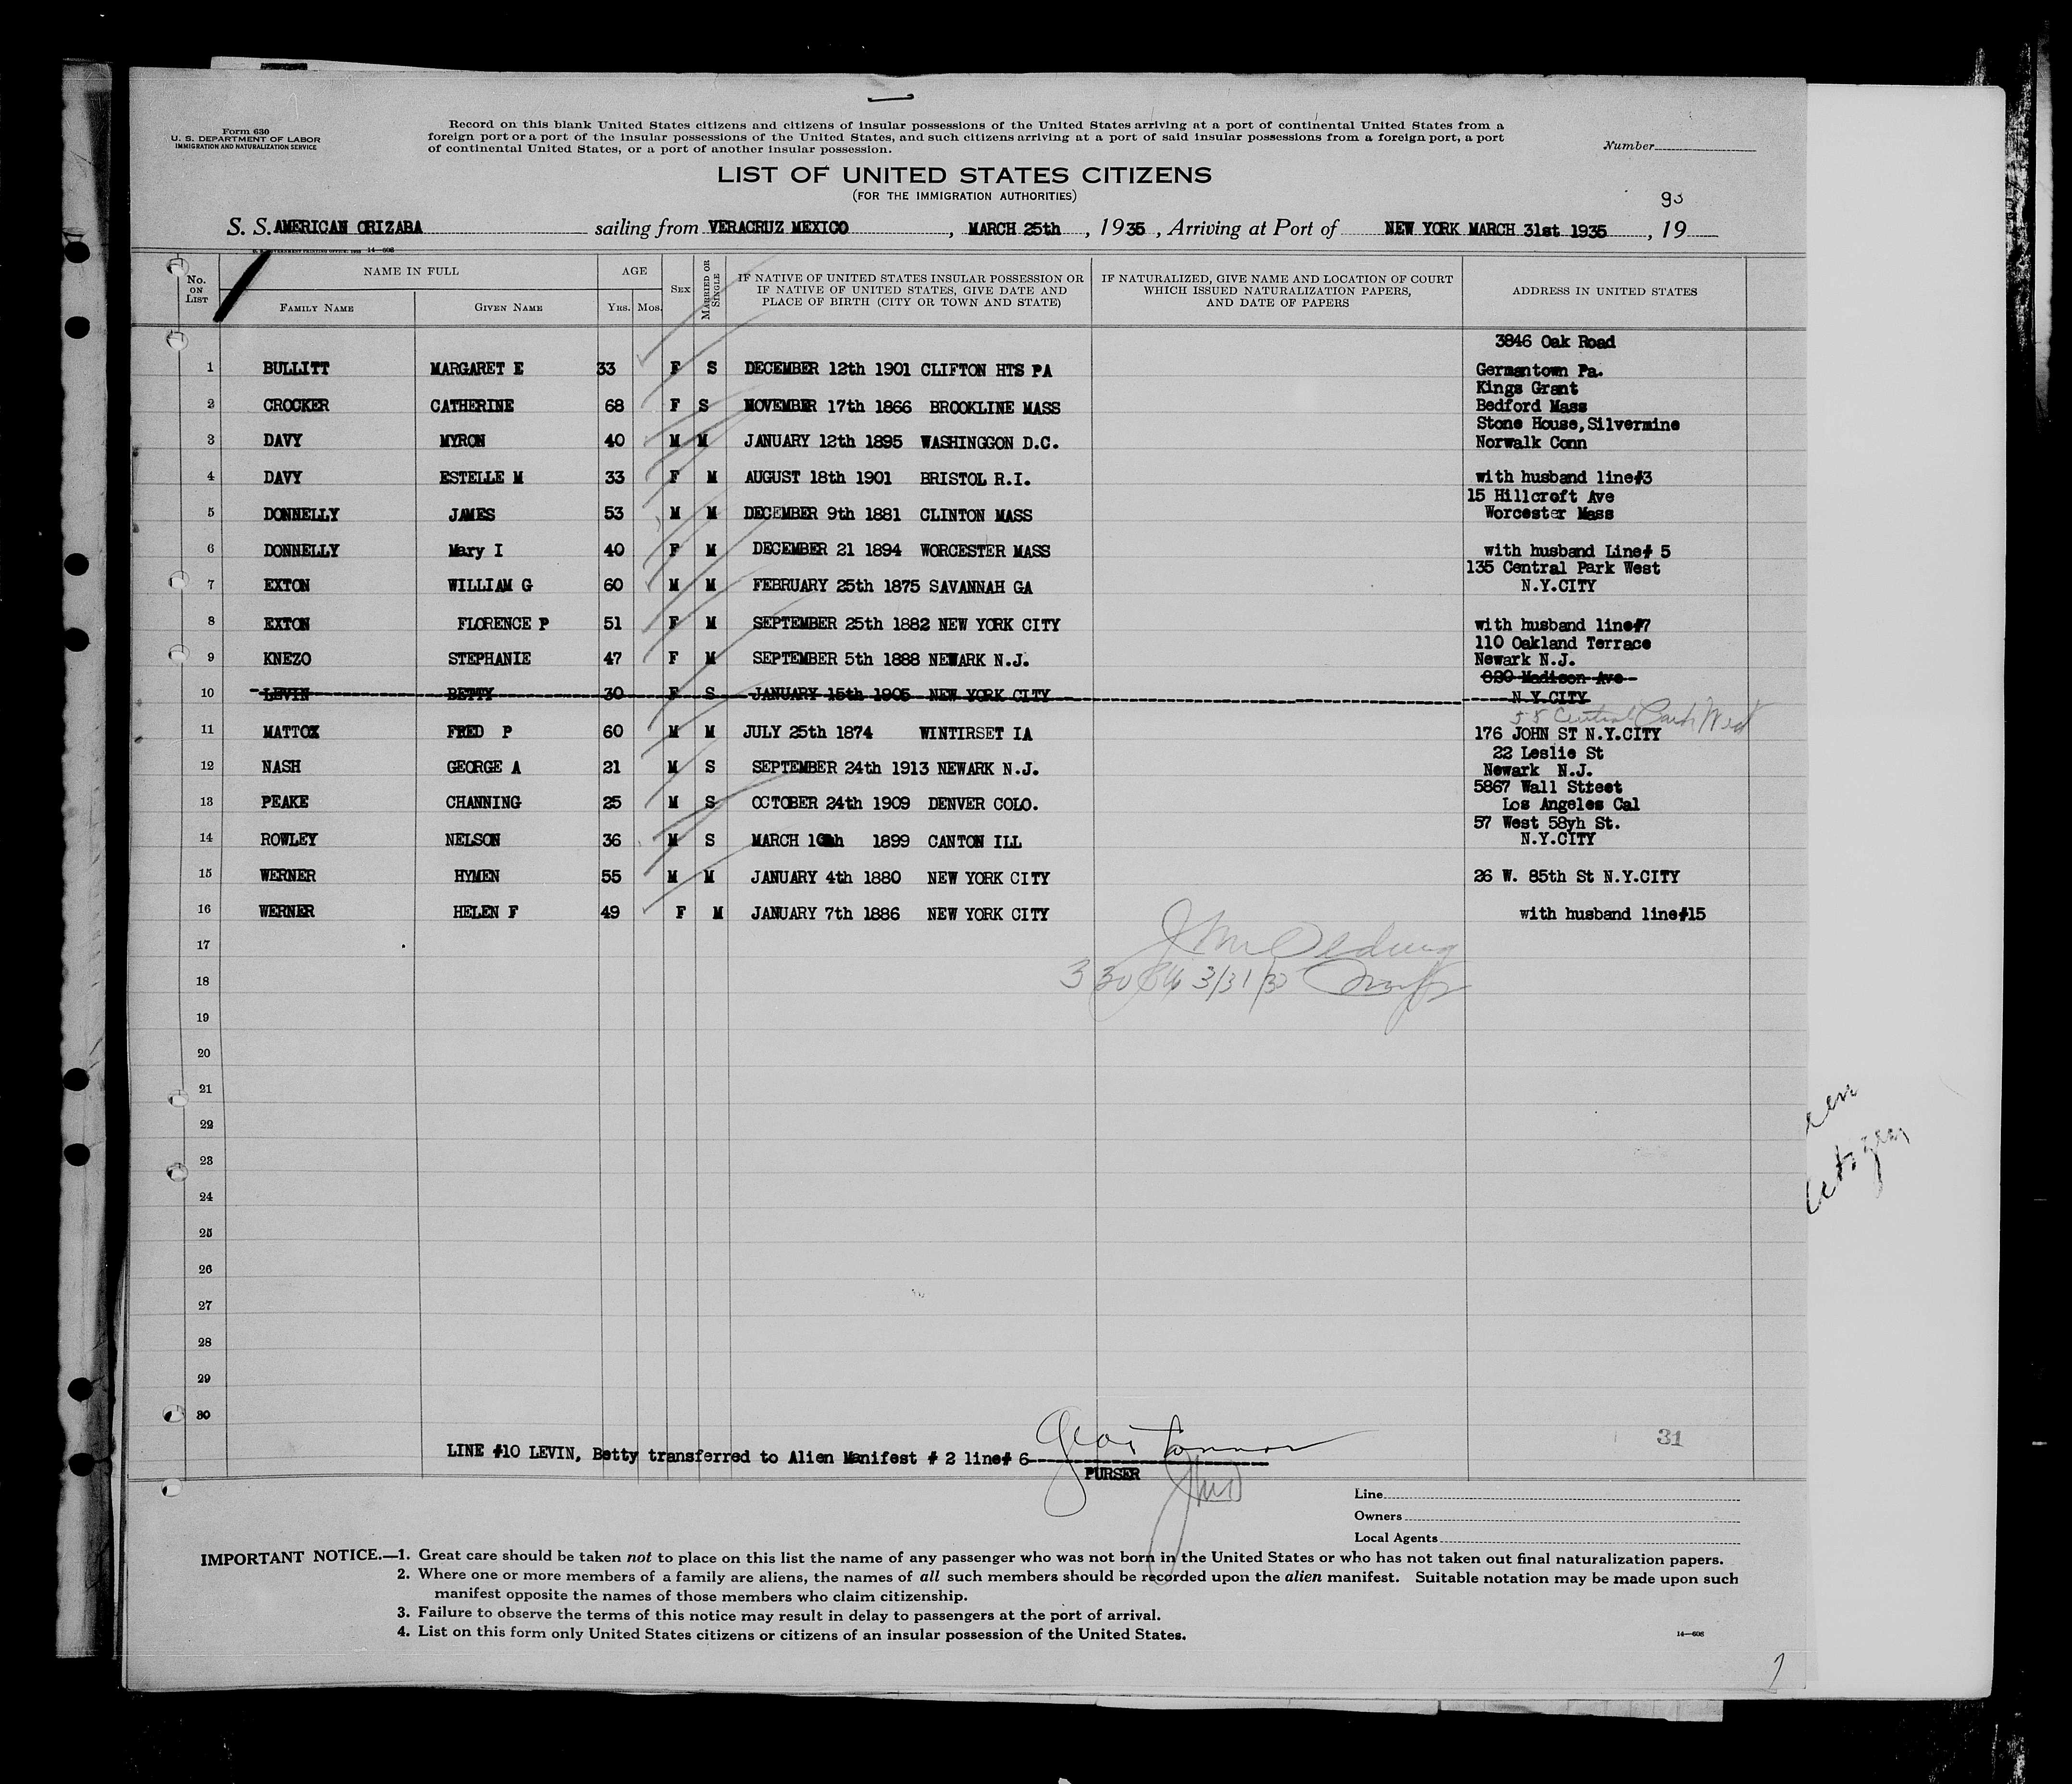 Form 630
U. S. DEPARTMENT OF LABOR
IMMIGRATION AND NATURALIZATION SERVICE
Record on this blank United States citizens and citizens of insular possessions of the United States arriving at a port of continental United States from a
foreign port or a port of the insular possessions of the United States, and such citizens arriving at a port of said insular possessions from a foreign port, a port
of continental United States, or a port of another insular possession.
Number
LIST OF UNITED STATES CITIZENS
(FOR THE IMMIGRATION AUTHORITIES)
93
S. S. AMERICAN ORIZABA sailing from VERACRUZ MEXICO, MARCH 25th, 1935, Arriving at Port of NEW YORK MARCH 31st 1935, 19
No. ON LIST NAME IN FULL AGE SEX MARRIED OR SINGLE IF NATIVE OF UNITED STATES INSULAR POSSESSION OR IF NATIVE OF UNITED STATES, GIVE DATE AND PLACE OF BIRTH (CITY OR TOWN AND STATE) IF NATURALIZED, GIVE NAME AND LOCATION OF COURT WHICH ISSUED NATURALIZATION PAPERS, AND DATE OF PAPERS ADDRESS IN UNITED STATES
FAMILY NAME GIVEN NAME YRS. MOS.
3846 Oak Road
1 BULLITT MARGARET E 33 F S DECEMBER 12th 1901 CLIFTON HTS PA Germantown Pa.
Kings Grant
2 CROCKER CATHERINE 68 F S NOVEMBER 17th 1866 BROOKLINE MASS Bedford Mass
Stone House, Silvermine
3 DAVY MYRON 40 M M JANUARY 12th 1895 WASHINGGON D.C. Norwalk Conn
4 DAVY ESTELLE M 33 F M AUGUST 18th 1901 BRISTOL R.I. with husband line#3
15 Hillcroft Ave
5 DONNELLY JAMES 53 M M DECEMBER 9th 1881 CLINTON MASS Worcester Mass
6 DONNELLY Mary I 40 F M DECEMBER 21 1894 WORCESTER MASS with husband Line# 5
135 Central Park West
7 EXTON WILLIAM G 60 M M FEBRUARY 25th 1875 SAVANNAH GA N.Y.CITY
8 EXTON FLORENCE P 51 F M SEPTEMBER 25th 1882 NEW YORK CITY with husband line#7
110 Oakland Terrace
9 KNEZO STEPHANIE 47 F M SEPTEMBER 5th 1888 NEWARK N.J. Newark N.J.
Madison Ave
10 LEVIN BETTY 30 F S JANUARY 15th 1905 NEW YORK CITY N.Y.CITY
55 Central Park West
11 MATTOX FRED P 60 M M JULY 25th 1874 WINTIRSET IA 176 JOHN ST N.Y.CITY
22 Leslie St
12 NASH GEORGE A 21 M S SEPTEMBER 24th 1913 NEWARK N.J. Newark N.J.
5867 Wall Stteet
13 PEAKE CHANNING 25 M S OCTOBER 24th 1909 DENVER COLO. Los Angeles Cal
57 West 58yh St.
14 ROWLEY NELSON 36 M S MARCH 1899 CANTON ILL N.Y.CITY
15 WERNER HYMEN 55 M M JANUARY 4th 1880 NEW YORK CITY 26 W. 85th St N.Y.CITY
16 WERNER HELEN F 49 F M JANUARY 7th 1886 NEW YORK CITY with husband line#15
17
18
19
20
21
22
23
24
25
26
27
28
29
30
31
LINE #10 LEVIN, Betty transferred to Alien Manifest # 2 line# 6
PURSER
Line
Owners
Local Agents
IMPORTANT NOTICE.—1. Great care should be taken not to place on this list the name of any passenger who was not born in the United States or who has not taken out final naturalization papers.
2. Where one or more members of a family are aliens, the names of all such members should be recorded upon the alien manifest. Suitable notation may be made upon such
manifest opposite the names of those members who claim citizenship.
3. Failure to observe the terms of this notice may result in delay to passengers at the port of arrival.
4. List on this form only United States citizens or citizens of an insular possession of the United States.
14—608